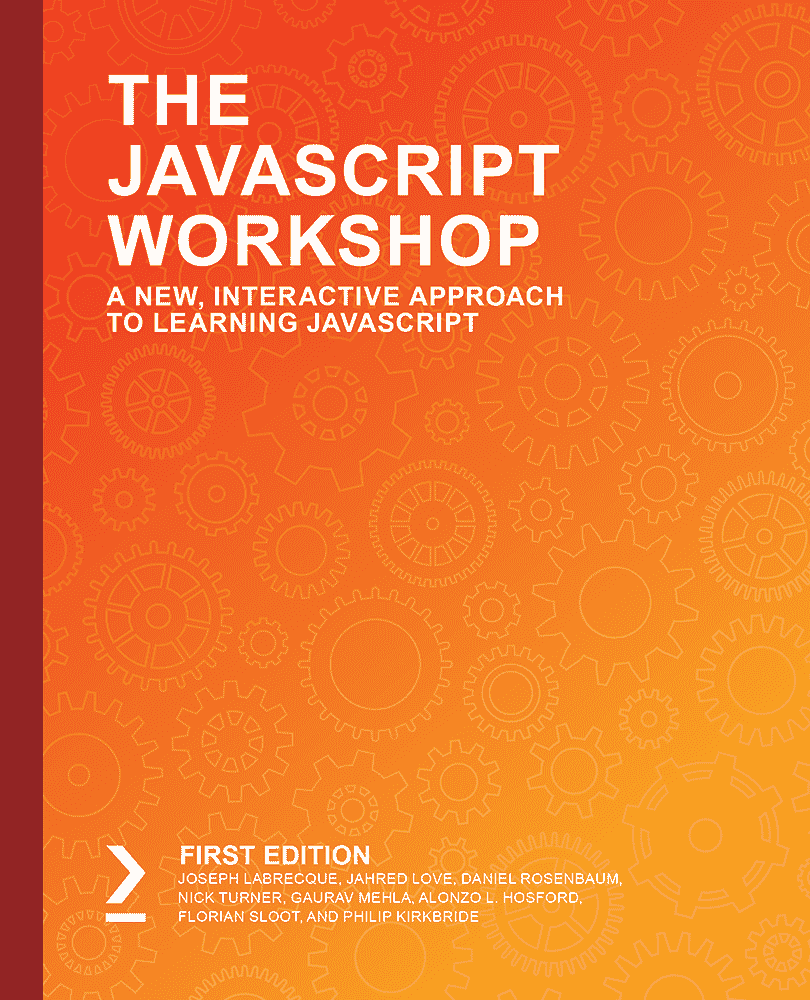 THE
JAVASCRIPT
WORKSHOP
A NEW, INTERACTIVE APPROACH
TO LEARNING JAVASCRIPT
FIRST EDITION
JOSEPH LABRECQUE, JAHRED LOVE, DANIEL ROSENBAUM,
NICK TURNER, GAURAV MEHLA, ALONZO L. HOSFORD,
FLORIAN SLOOT, AND PHILIP KIRKBRIDE